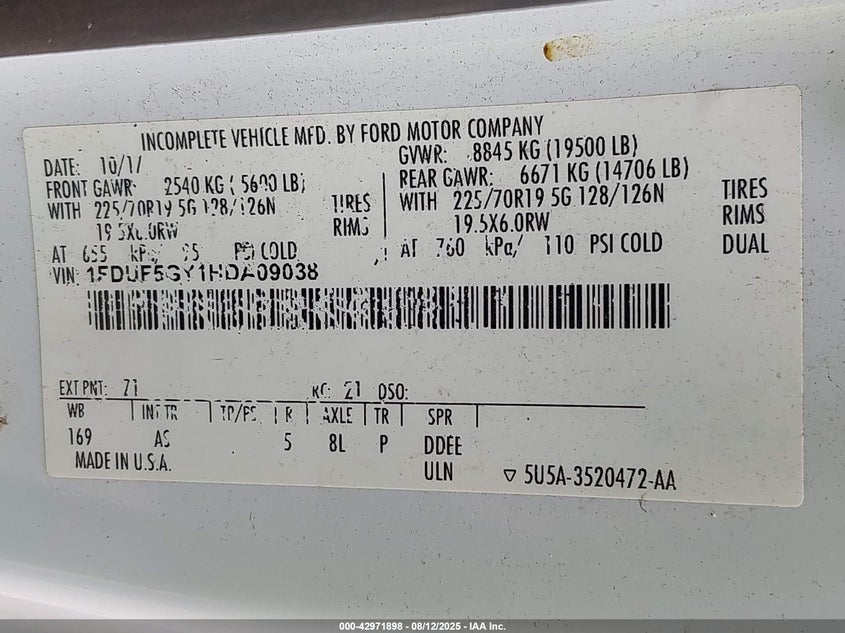 INCOMPLETE VEHICLE MFD. BY FORD MOTOR COMPANY
DATE: 10/17 GVWR: 8845 KG (19500 LB)
FRONT GAWR: 2540 KG ( 5600 LB) REAR GAWR: 6671 KG (14706 LB)
WITH 225/70R19.5G 128/126N TIRES WITH 225/70R19.5G 128/126N TIRES
19.5X6.0RW RIMS 19.5X6.0RW RIMS
AT 655 kPa/ 95 PSI COLD AT 760 kPa/ 110 PSI COLD DUAL
VIN: 1FDUF5GY1HDA09038
EXT PNT: Z1 RC: 21 DSO:
WB INT TR TP/PS R AXLE TR SPR
169 AS 5 8L P DDEE
MADE IN U.S.A. ULN
5U5A-3520472-AA
000-42971898 - 08/12/2025 - IAA Inc.